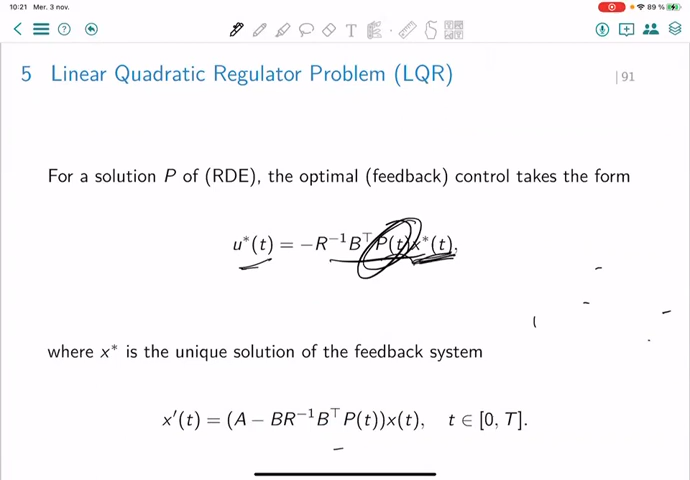 10:21 Mer. 3 nov. 89 %
5 Linear Quadratic Regulator Problem (LQR) | 91
For a solution P of (RDE), the optimal (feedback) control takes the form
u*(t) = −R⁻¹B⊤P(t)x*(t),
where x* is the unique solution of the feedback system
x′(t) = (A − BR⁻¹B⊤P(t))x(t), t ∈ [0, T].